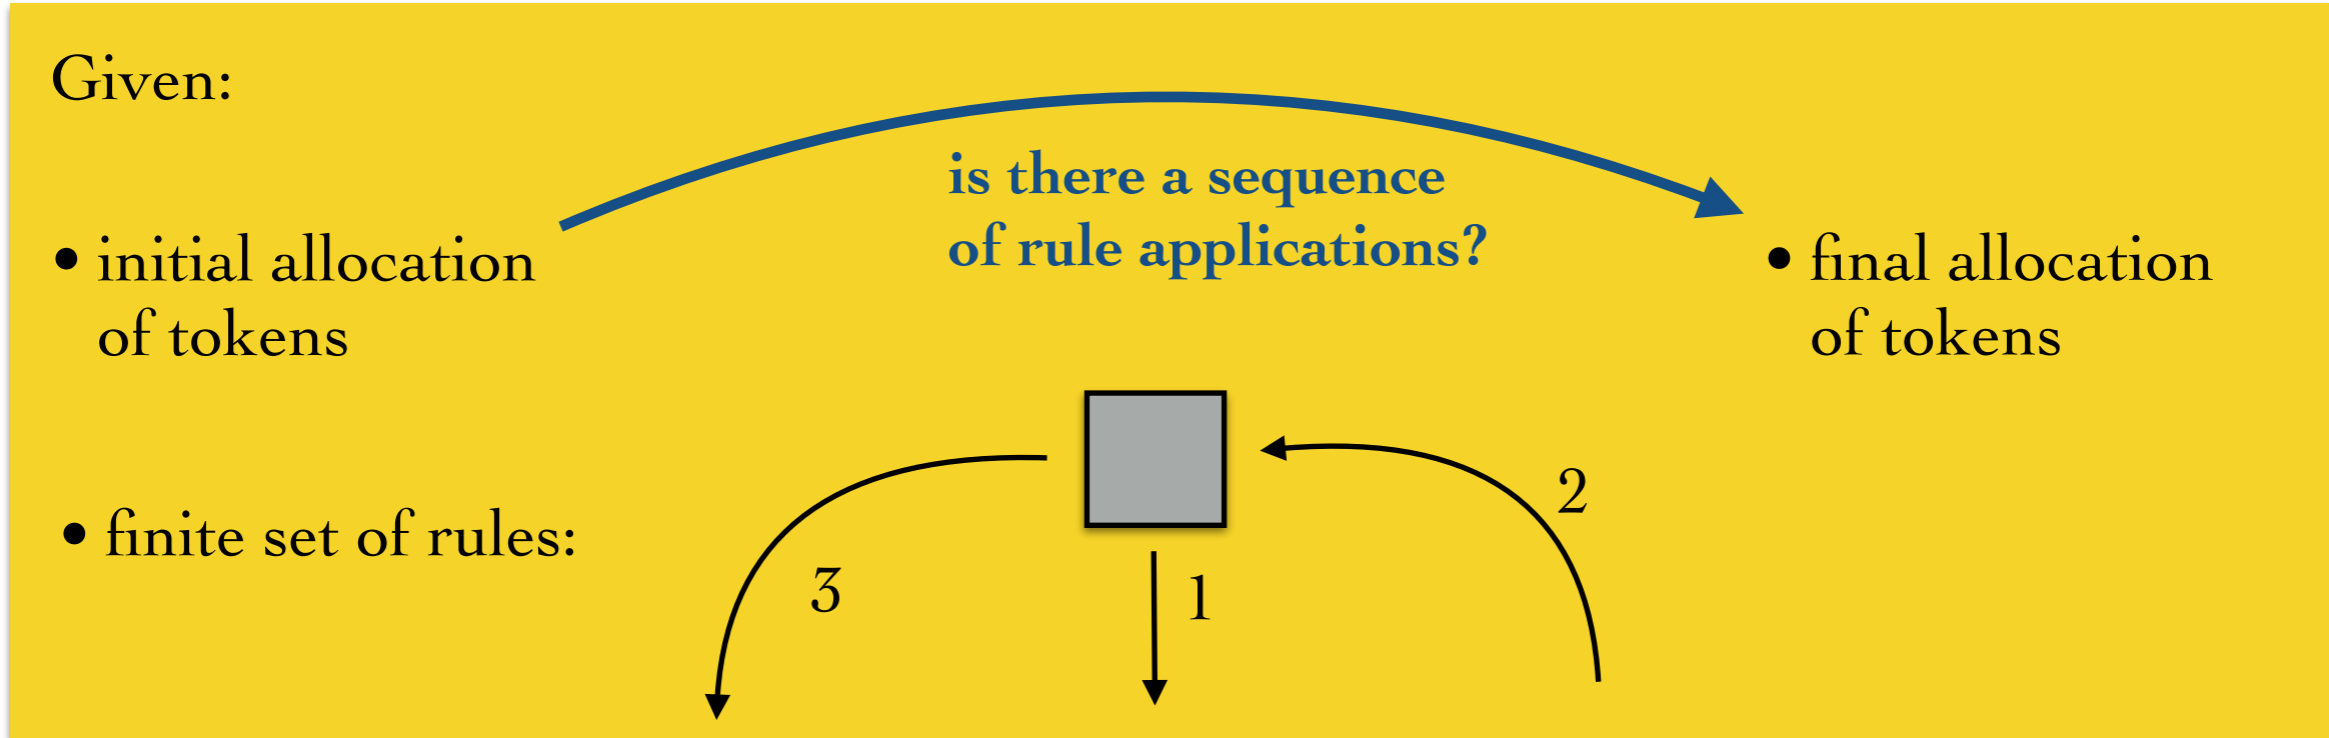 Given:
is there a sequence
of rule applications?
• initial allocation
of tokens
• final allocation
of tokens
• finite set of rules:
3
1
2